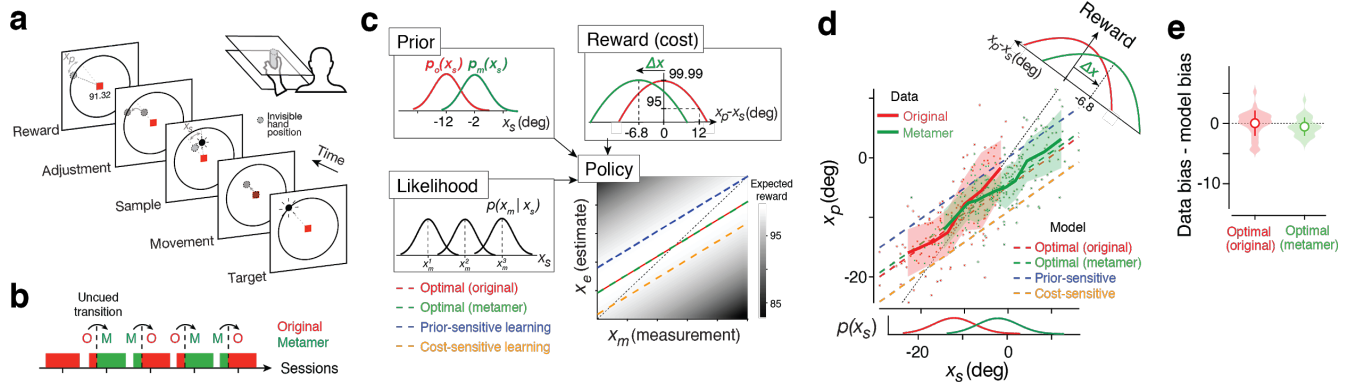 a
x_p
91.32
Reward
Adjustment
x_s
Sample
Movement
Target
Invisible
hand
position
Time
b
Uncued
transition
O M M O O M M O
Original
Metamer
Sessions
c
Prior
p_o(x_s) p_m(x_s)
-12 -2 x_s (deg)
Reward (cost)
Δx
99.99
95
-6.8 0 12
x_p-x_s(deg)
Likelihood
p(x_m | x_s)
x_m^1 x_m^2 x_m^3 x_s
Policy
x_e (estimate)
x_m (measurement)
Expected
reward
95
85
Optimal (original)
Optimal (metamer)
Prior-sensitive learning
Cost-sensitive learning
d
Reward
x_p-x_s(deg)
Δx
-6.8
Data
Original
Metamer
0
-10
-20
x_p(deg)
Model
Optimal (original)
Optimal (metamer)
Prior-sensitive
Cost-sensitive
p(x_s)
-20 0
x_s(deg)
e
Data bias - model bias
0
-10
Optimal
(original)
Optimal
(metamer)